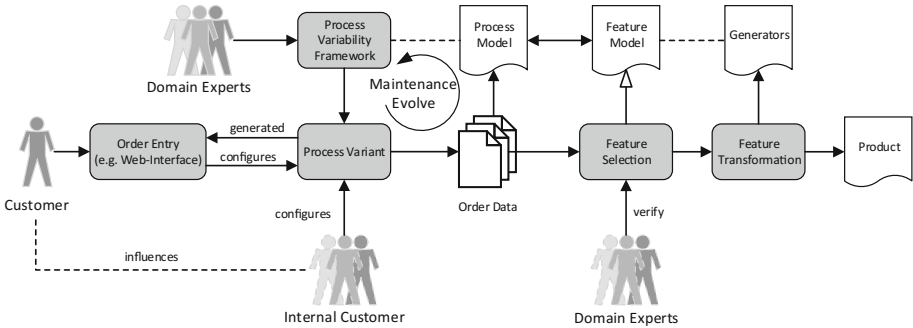 Process
Variability
Framework
Process
Model
Feature
Model
Generators
Domain Experts
Maintenance
Evolve
Order Entry
(e.g. Web-Interface)
generated
configures
Process Variant
Feature
Selection
Feature
Transformation
Product
Customer
Order Data
configures
verify
influences
Internal Customer
Domain Experts